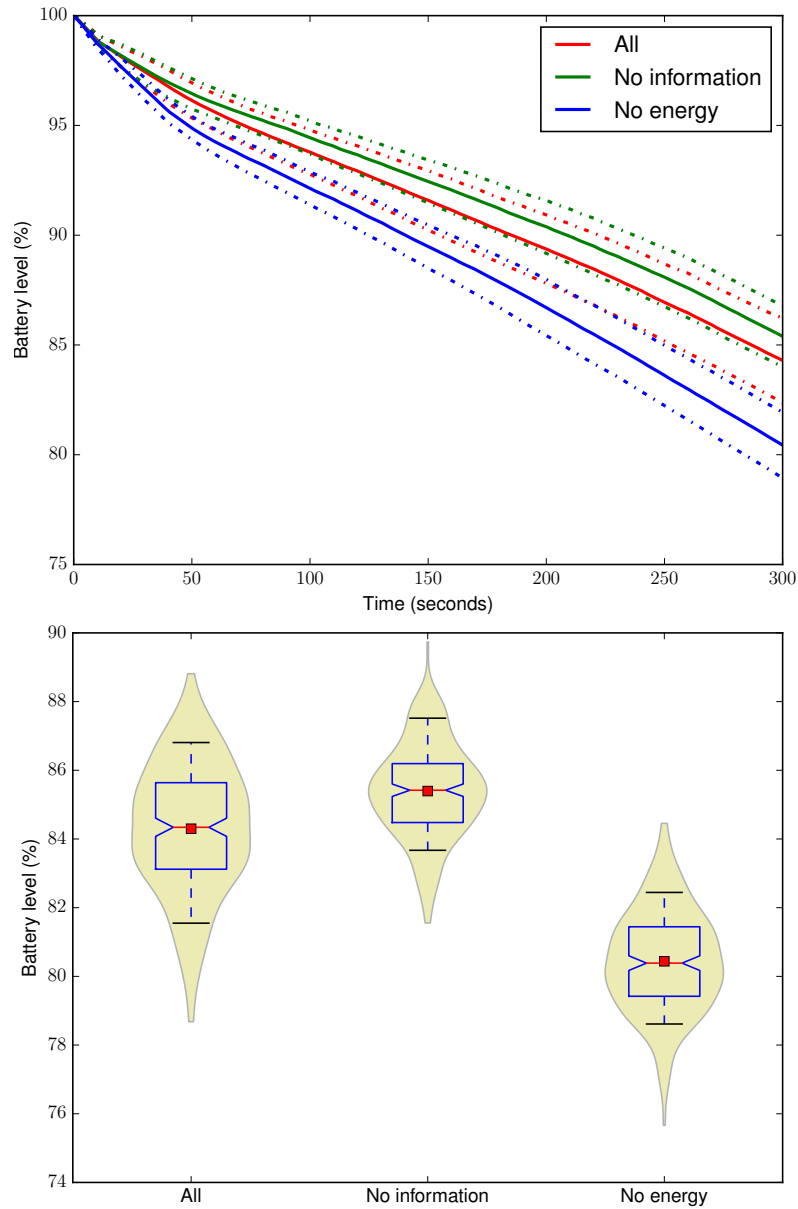 100
95
90
85
80
75
Battery level (%)
All
No information
No energy
0 50 100 150 200 250 300
Time (seconds)
90
88
86
84
82
80
78
76
74
Battery level (%)
All No information No energy